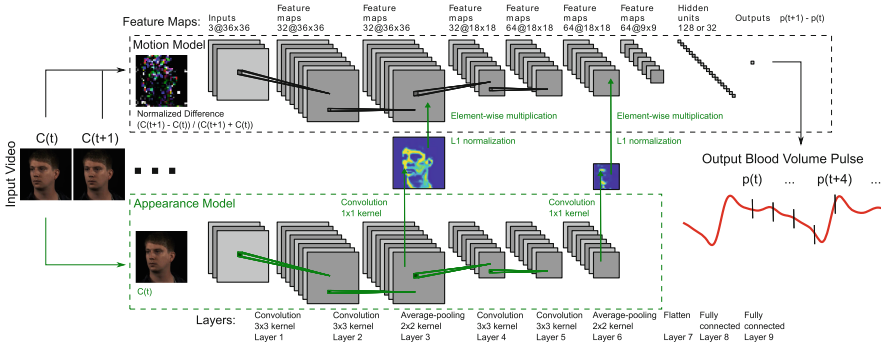 Feature Maps:
Inputs
3@36x36
Feature
maps
32@36x36
Feature
maps
32@36x36
Feature
maps
32@18x18
Feature
maps
64@18x18
Feature
maps
64@18x18
Feature
maps
64@9x9
Hidden
units
128 or 32
Outputs
p(t+1) - p(t)
Motion Model
Normalized Difference
(C(t+1) - C(t)) / (C(t+1) + C(t))
Element-wise multiplication
Element-wise multiplication
L1 normalization
L1 normalization
Input Video
C(t)
C(t+1)
Output Blood Volume Pulse
p(t)
...
p(t+4)
...
Appearance Model
Convolution
1x1 kernel
Convolution
1x1 kernel
C(t)
Layers:
Convolution
3x3 kernel
Layer 1
Convolution
3x3 kernel
Layer 2
Average-pooling
2x2 kernel
Layer 3
Convolution
3x3 kernel
Layer 4
Convolution
3x3 kernel
Layer 5
Average-pooling
2x2 kernel
Layer 6
Flatten
Layer 7
Fully
connected
Layer 8
Fully
connected
Layer 9